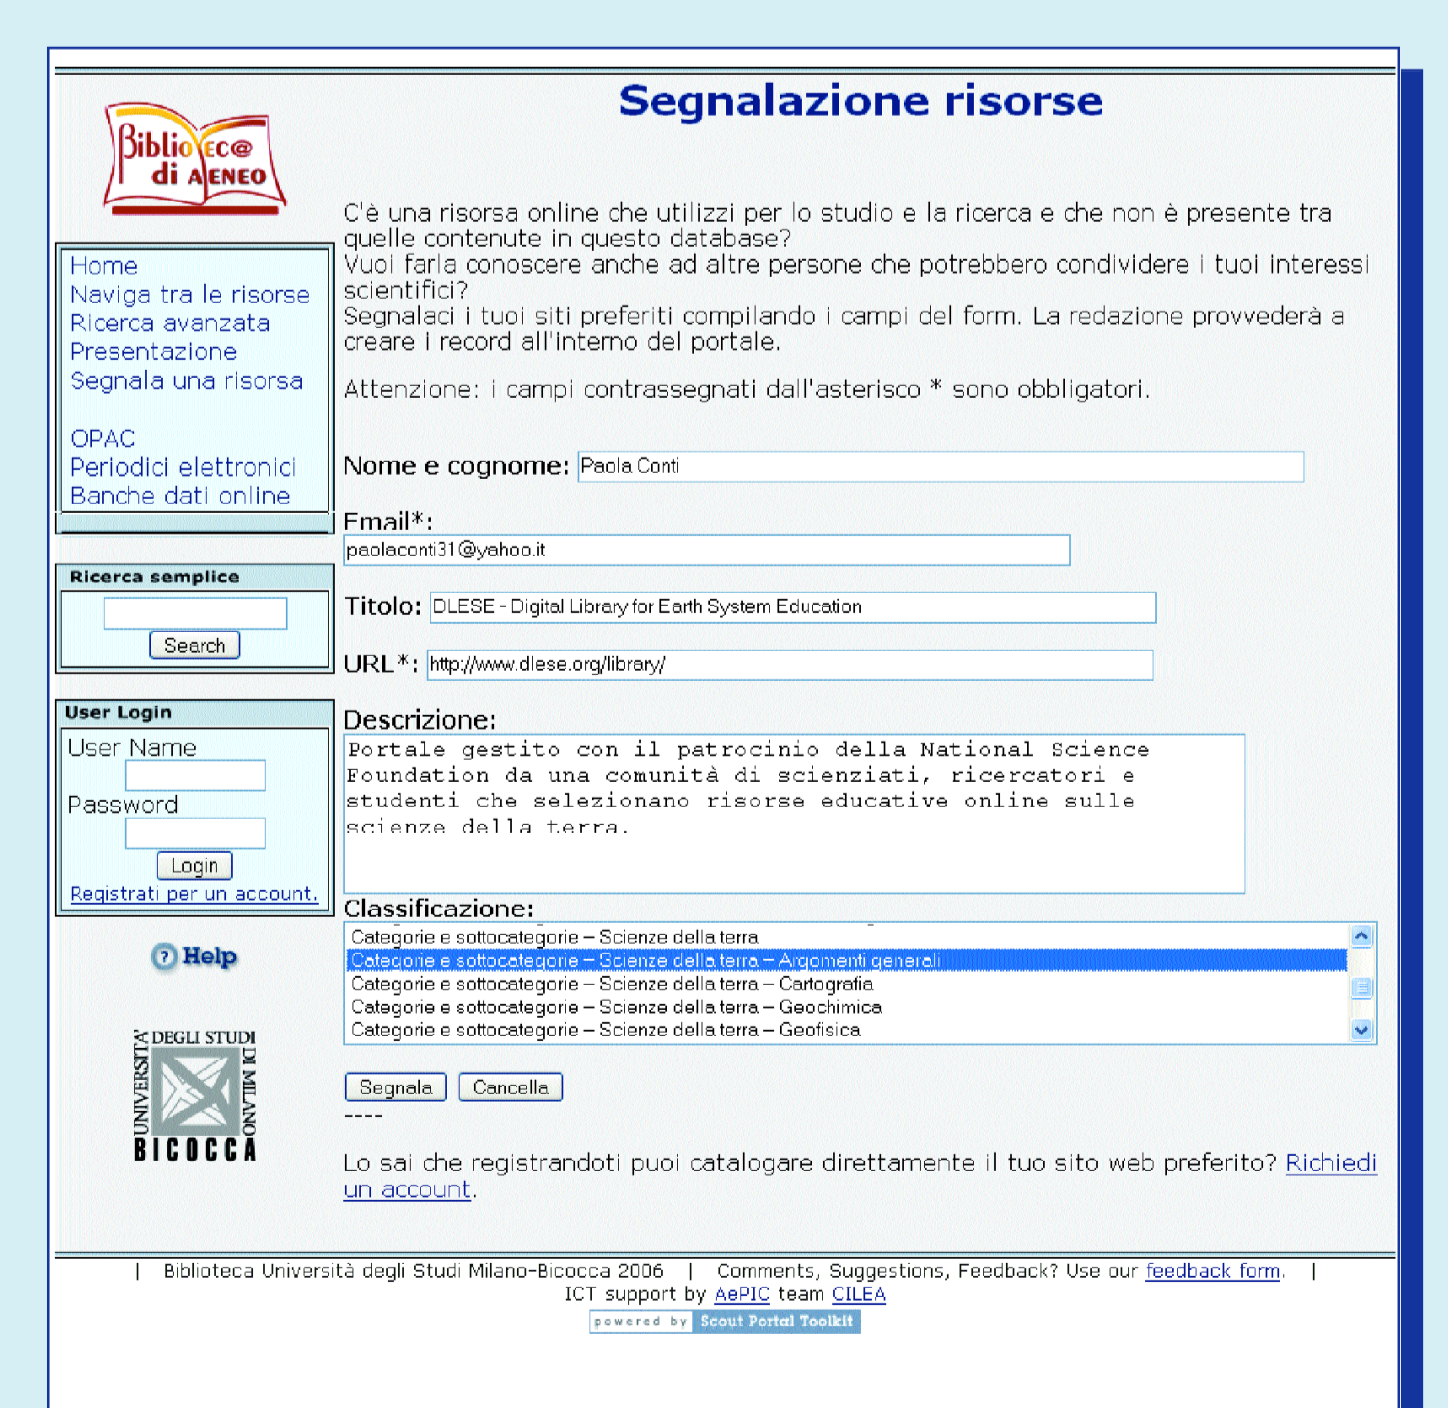 Segnalazione risorse
Bibliotec@
di Ateneo
Home
Naviga tra le risorse
Ricerca avanzata
Presentazione
Segnala una risorsa
OPAC
Periodici elettronici
Banche dati online
Ricerca semplice
Search
User Login
User Name
Password
Login
Registrati per un account.
? Help
UNIVERSITA' DEGLI STUDI DI MILANO
BICOCCA
C'è una risorsa online che utilizzi per lo studio e la ricerca e che non è presente tra
quelle contenute in questo database?
Vuoi farla conoscere anche ad altre persone che potrebbero condividere i tuoi interessi
scientifici?
Segnalaci i tuoi siti preferiti compilando i campi del form. La redazione provvederà a
creare i record all'interno del portale.
Attenzione: i campi contrassegnati dall'asterisco * sono obbligatori.
Nome e cognome: Paola Conti
Email*:
paolaconti31@yahoo.it
Titolo: DLESE - Digital Library for Earth System Education
URL*: http://www.dlese.org/library/
Descrizione:
Portale gestito con il patrocinio della National Science
Foundation da una comunità di scienziati, ricercatori e
studenti che selezionano risorse educative online sulle
scienze della terra.
Classificazione:
Categorie e sottocategorie -- Scienze della terra
Categorie e sottocategorie -- Scienze della terra -- Argomenti generali
Categorie e sottocategorie -- Scienze della terra -- Cartografia
Categorie e sottocategorie -- Scienze della terra -- Geochimica
Categorie e sottocategorie -- Scienze della terra -- Geofisica
Segnala Cancella
----
Lo sai che registrandoti puoi catalogare direttamente il tuo sito web preferito? Richiedi
un account.
| Biblioteca Università degli Studi Milano-Bicocca 2006 | Comments, Suggestions, Feedback? Use our feedback form. |
ICT support by AePIC team CILEA
powered by Scout Portal Toolkit